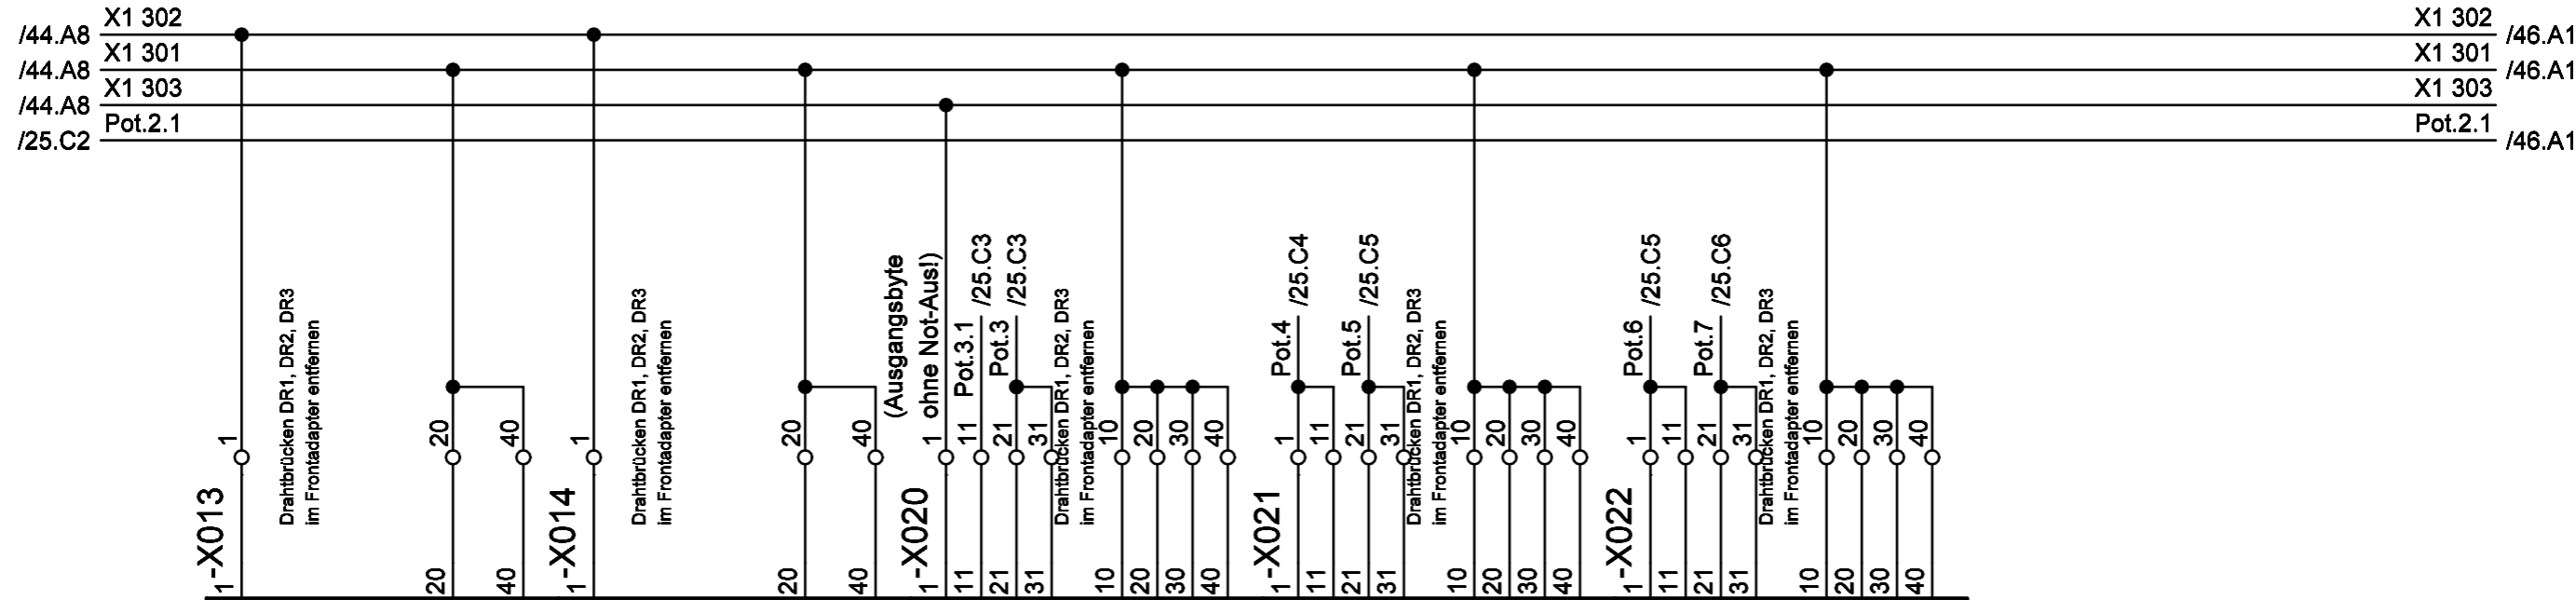 X1 302
X1 302
/44.A8
/46.A1
X1 301
X1 301
/44.A8
/46.A1
X1 303
X1 303
/44.A8
Pot.2.1
Pot.2.1
/25.C2
/46.A1
-X013
1
1
Drahtbrücken DR1, DR2, DR3
im Frontadapter entfernen
20
20
40
40
-X014
1
1
Drahtbrücken DR1, DR2, DR3
im Frontadapter entfernen
20
20
40
40
(Ausgangsbyte
ohne Not-Aus!)
-X020
1
1
Pot.3.1
/25.C3
11
11
Pot.3
/25.C3
21
21
31
31
Drahtbrücken DR1, DR2, DR3
im Frontadapter entfernen
10
10
20
20
30
30
40
40
-X021
Pot.4
/25.C4
1
1
11
11
Pot.5
/25.C5
21
21
31
31
Drahtbrücken DR1, DR2, DR3
im Frontadapter entfernen
10
10
20
20
30
30
40
40
-X022
Pot.6
/25.C5
1
1
11
11
Pot.7
/25.C6
21
21
31
31
Drahtbrücken DR1, DR2, DR3
im Frontadapter entfernen
10
10
20
20
30
30
40
40